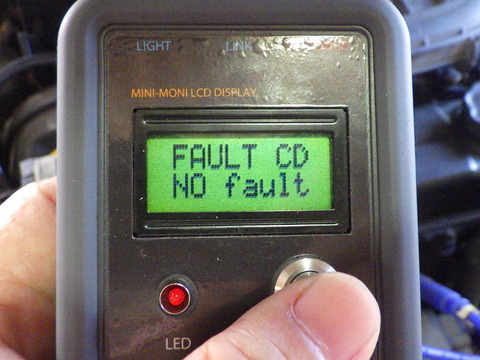 LIGHT LINK
MINI-MONI LCD DISPLAY
FAULT CD
NO fault
LED